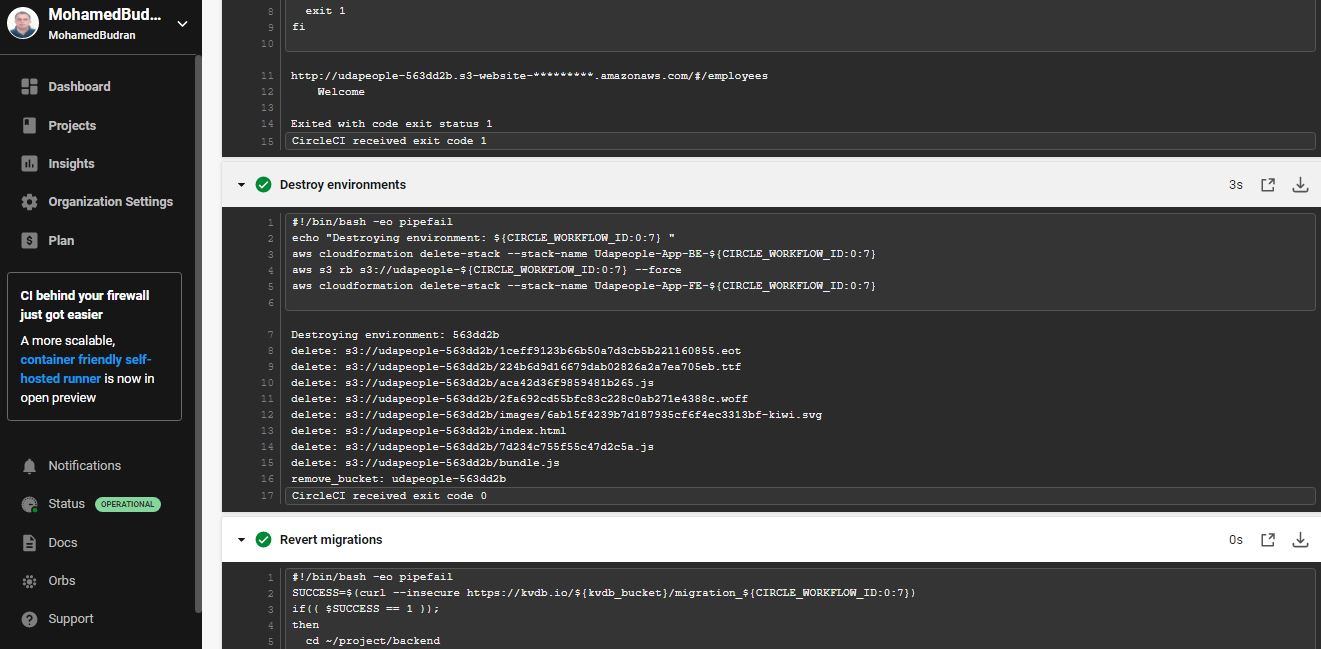 MohamedBud...
MohamedBudran
Dashboard
Projects
Insights
Organization Settings
Plan
CI behind your firewall
just got easier
A more scalable,
container friendly self-
hosted runner is now in
open preview
Notifications
Status OPERATIONAL
Docs
Orbs
Support
8 exit 1
9 fi
10
11 http://udapeople-563dd2b.s3-website-*********.amazonaws.com/#/employees
12 Welcome
13
14 Exited with code exit status 1
15 CircleCI received exit code 1
Destroy environments 3s
1 #!/bin/bash -eo pipefail
2 echo "Destroying environment: ${CIRCLE_WORKFLOW_ID:0:7} "
3 aws cloudformation delete-stack --stack-name Udapeople-App-BE-${CIRCLE_WORKFLOW_ID:0:7}
4 aws s3 rb s3://udapeople-${CIRCLE_WORKFLOW_ID:0:7} --force
5 aws cloudformation delete-stack --stack-name Udapeople-App-FE-${CIRCLE_WORKFLOW_ID:0:7}
6
7 Destroying environment: 563dd2b
8 delete: s3://udapeople-563dd2b/1ceff9123b66b50a7d3cb5b221160855.eot
9 delete: s3://udapeople-563dd2b/224b6d9d16679dab02826a2a7ea705eb.ttf
10 delete: s3://udapeople-563dd2b/aca42d36f9859481b265.js
11 delete: s3://udapeople-563dd2b/2fa692cd55bfc83c228c0ab271e4388c.woff
12 delete: s3://udapeople-563dd2b/images/6ab15f4239b7d187935cf6f4ec3313bf-kiwi.svg
13 delete: s3://udapeople-563dd2b/index.html
14 delete: s3://udapeople-563dd2b/7d234c755f55c47d2c5a.js
15 delete: s3://udapeople-563dd2b/bundle.js
16 remove_bucket: udapeople-563dd2b
17 CircleCI received exit code 0
Revert migrations 0s
1 #!/bin/bash -eo pipefail
2 SUCCESS=$(curl --insecure https://kvdb.io/${kvdb_bucket}/migration_${CIRCLE_WORKFLOW_ID:0:7})
3 if(( $SUCCESS == 1 ));
4 then
5 cd ~/project/backend